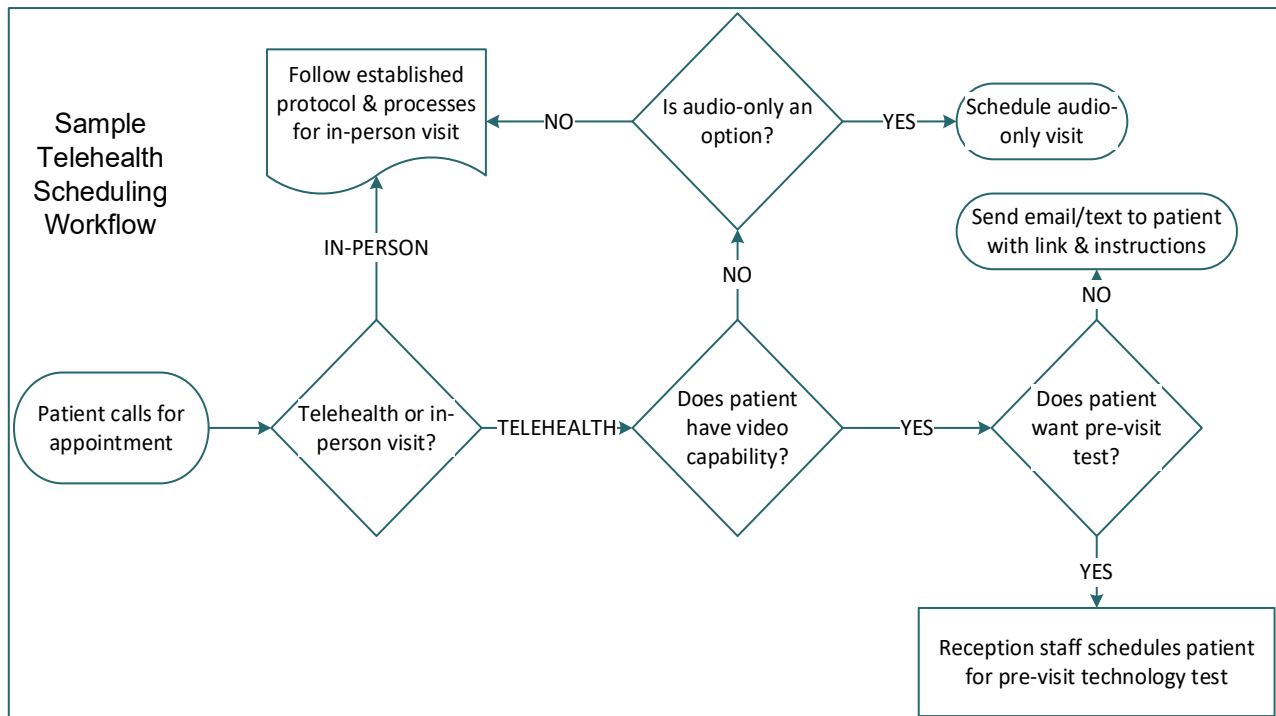 Sample
Telehealth
Scheduling
Workflow
Follow established
protocol & processes
for in-person visit
NO
Is audio-only an
option?
YES
Schedule audio-
only visit
Send email/text to patient
with link & instructions
IN-PERSON
NO
NO
Patient calls for
appointment
Telehealth or in-
person visit?
TELEHEALTH
Does patient
have video
capability?
YES
Does patient
want pre-visit
test?
YES
Reception staff schedules patient
for pre-visit technology test